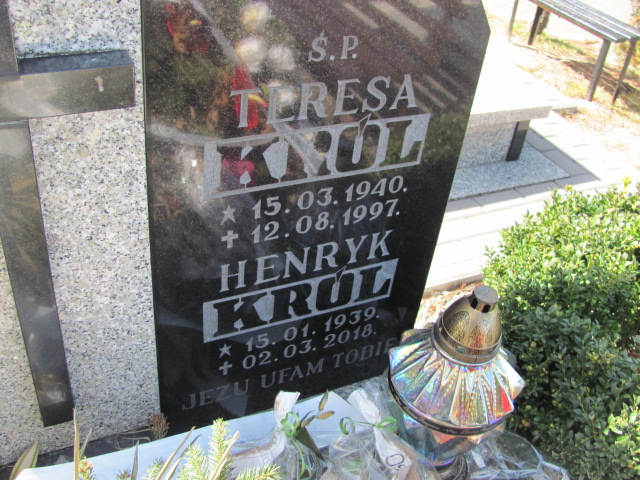 Ś.P.
TERESA
KRÓL
★ 15.03.1940.
✝ 12.08.1997.
HENRYK
KRÓL
★ 15.01.1939.
✝ 02.03.2018.
JEZU UFAM TOBIE